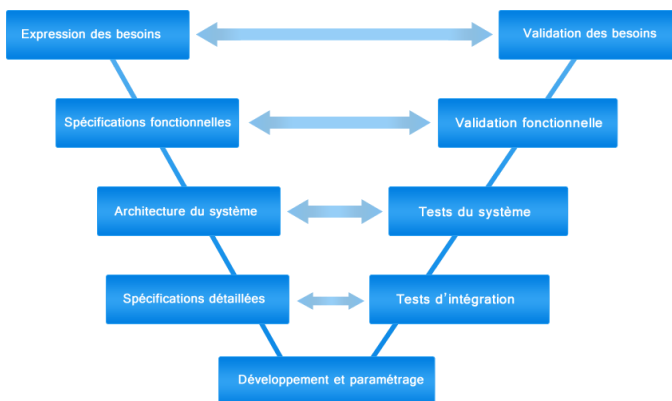 Expression des besoins
Validation des besoins
Spécifications fonctionnelles
Validation fonctionnelle
Architecture du système
Tests du système
Spécifications détaillées
Tests d'intégration
Développement et paramétrage